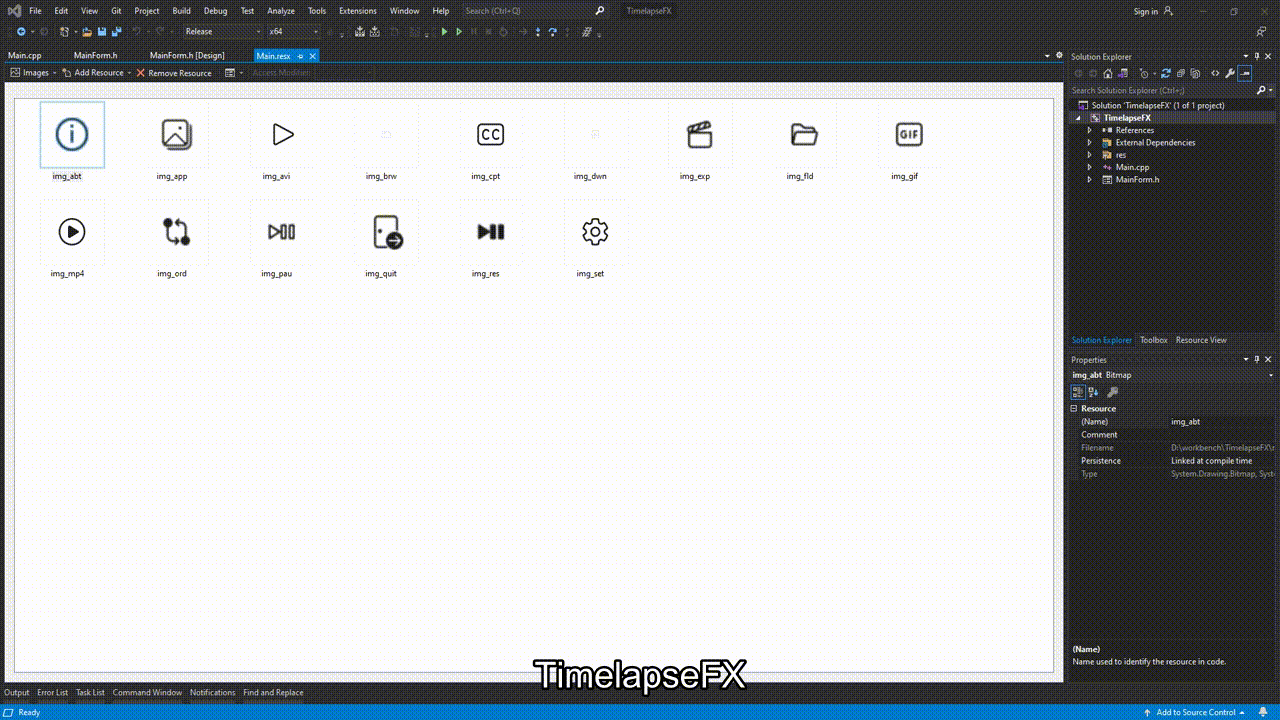 File Edit View Git Project Build Debug Test Analyze Tools Extensions Window Help Search (Ctrl+Q) TimelapseFX Sign in
Release x64
Main.cpp MainForm.h MainForm.h [Design] Main.resx
Images Add Resource Remove Resource Access Modifier
CC GIF
img_abt img_app img_avi img_brw img_cpt img_dwn img_exp img_fld img_gif
img_mp4 img_ord img_pau img_quit img_res img_set
Solution Explorer
Search Solution Explorer (Ctrl+;)
Solution 'TimelapseFX' (1 of 1 project)
TimelapseFX
References
External Dependencies
res
Main.cpp
MainForm.h
Solution Explorer Toolbox Resource View
Properties
img_abt Bitmap
Resource
(Name) img_abt
Comment
Filename D:\workbench\TimelapseFX\r
Persistence Linked at compile time
Type System.Drawing.Bitmap, Syst
(Name)
Name used to identify the resource in code.
TimelapseFX
Output Error List Task List Command Window Notifications Find and Replace
Ready Add to Source Control